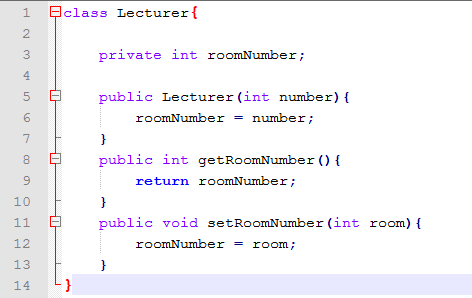 1 class Lecturer{
2
3     private int roomNumber;
4
5     public Lecturer(int number){
6         roomNumber = number;
7     }
8     public int getRoomNumber(){
9         return roomNumber;
10     }
11     public void setRoomNumber(int room){
12         roomNumber = room;
13     }
14 }